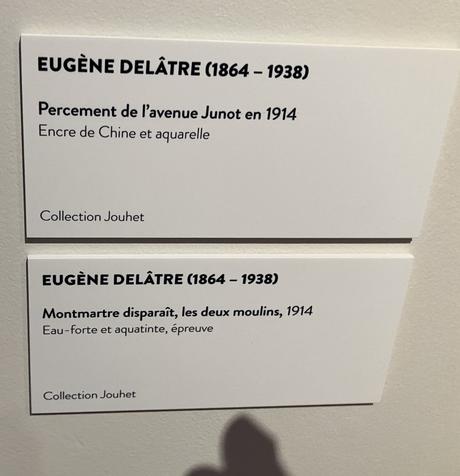 EUGÈNE DELÂTRE (1864 – 1938)
Percement de l'avenue Junot en 1914
Encre de Chine et aquarelle
Collection Jouhet
EUGÈNE DELÂTRE (1864 – 1938)
Montmartre disparaît, les deux moulins, 1914
Eau-forte et aquatinte, épreuve
Collection Jouhet